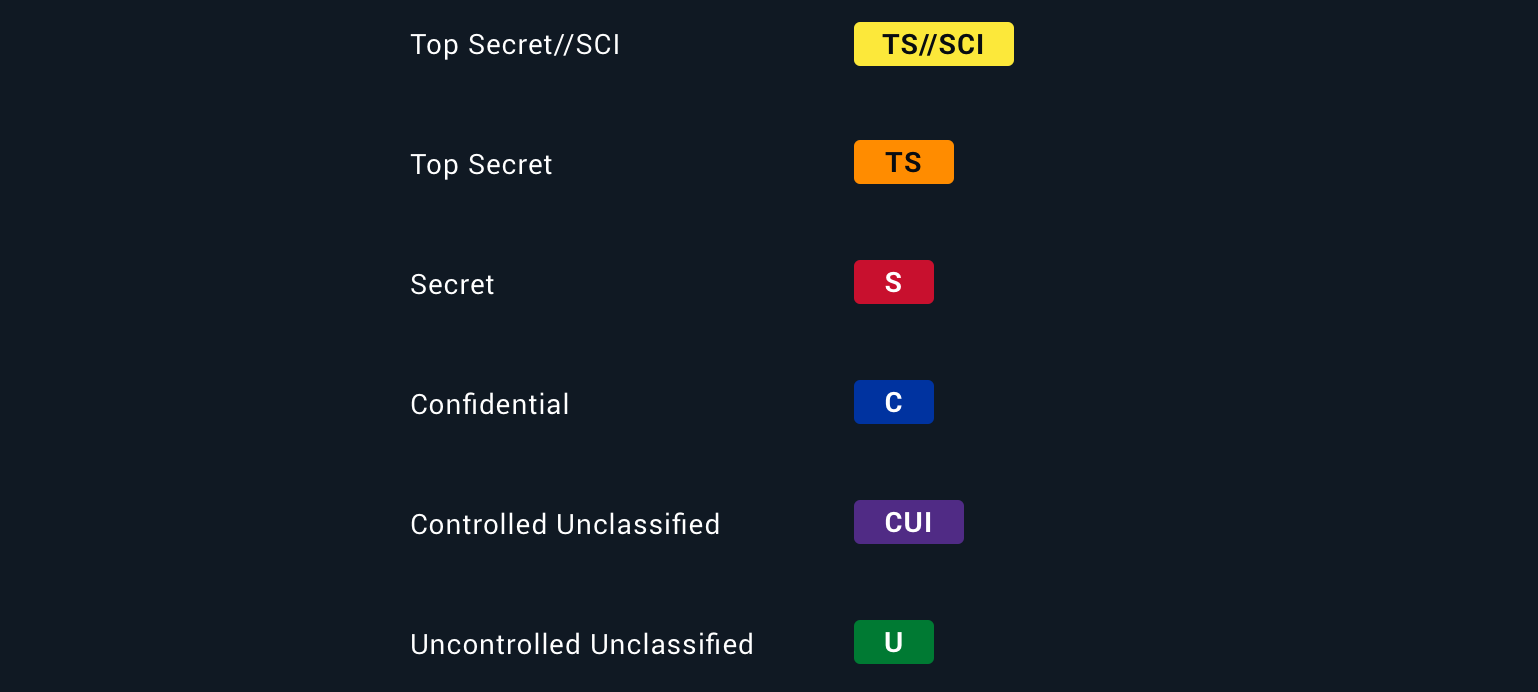 Top Secret//SCI TS//SCI
Top Secret TS
Secret S
Confidential C
Controlled Unclassified CUI
Uncontrolled Unclassified U